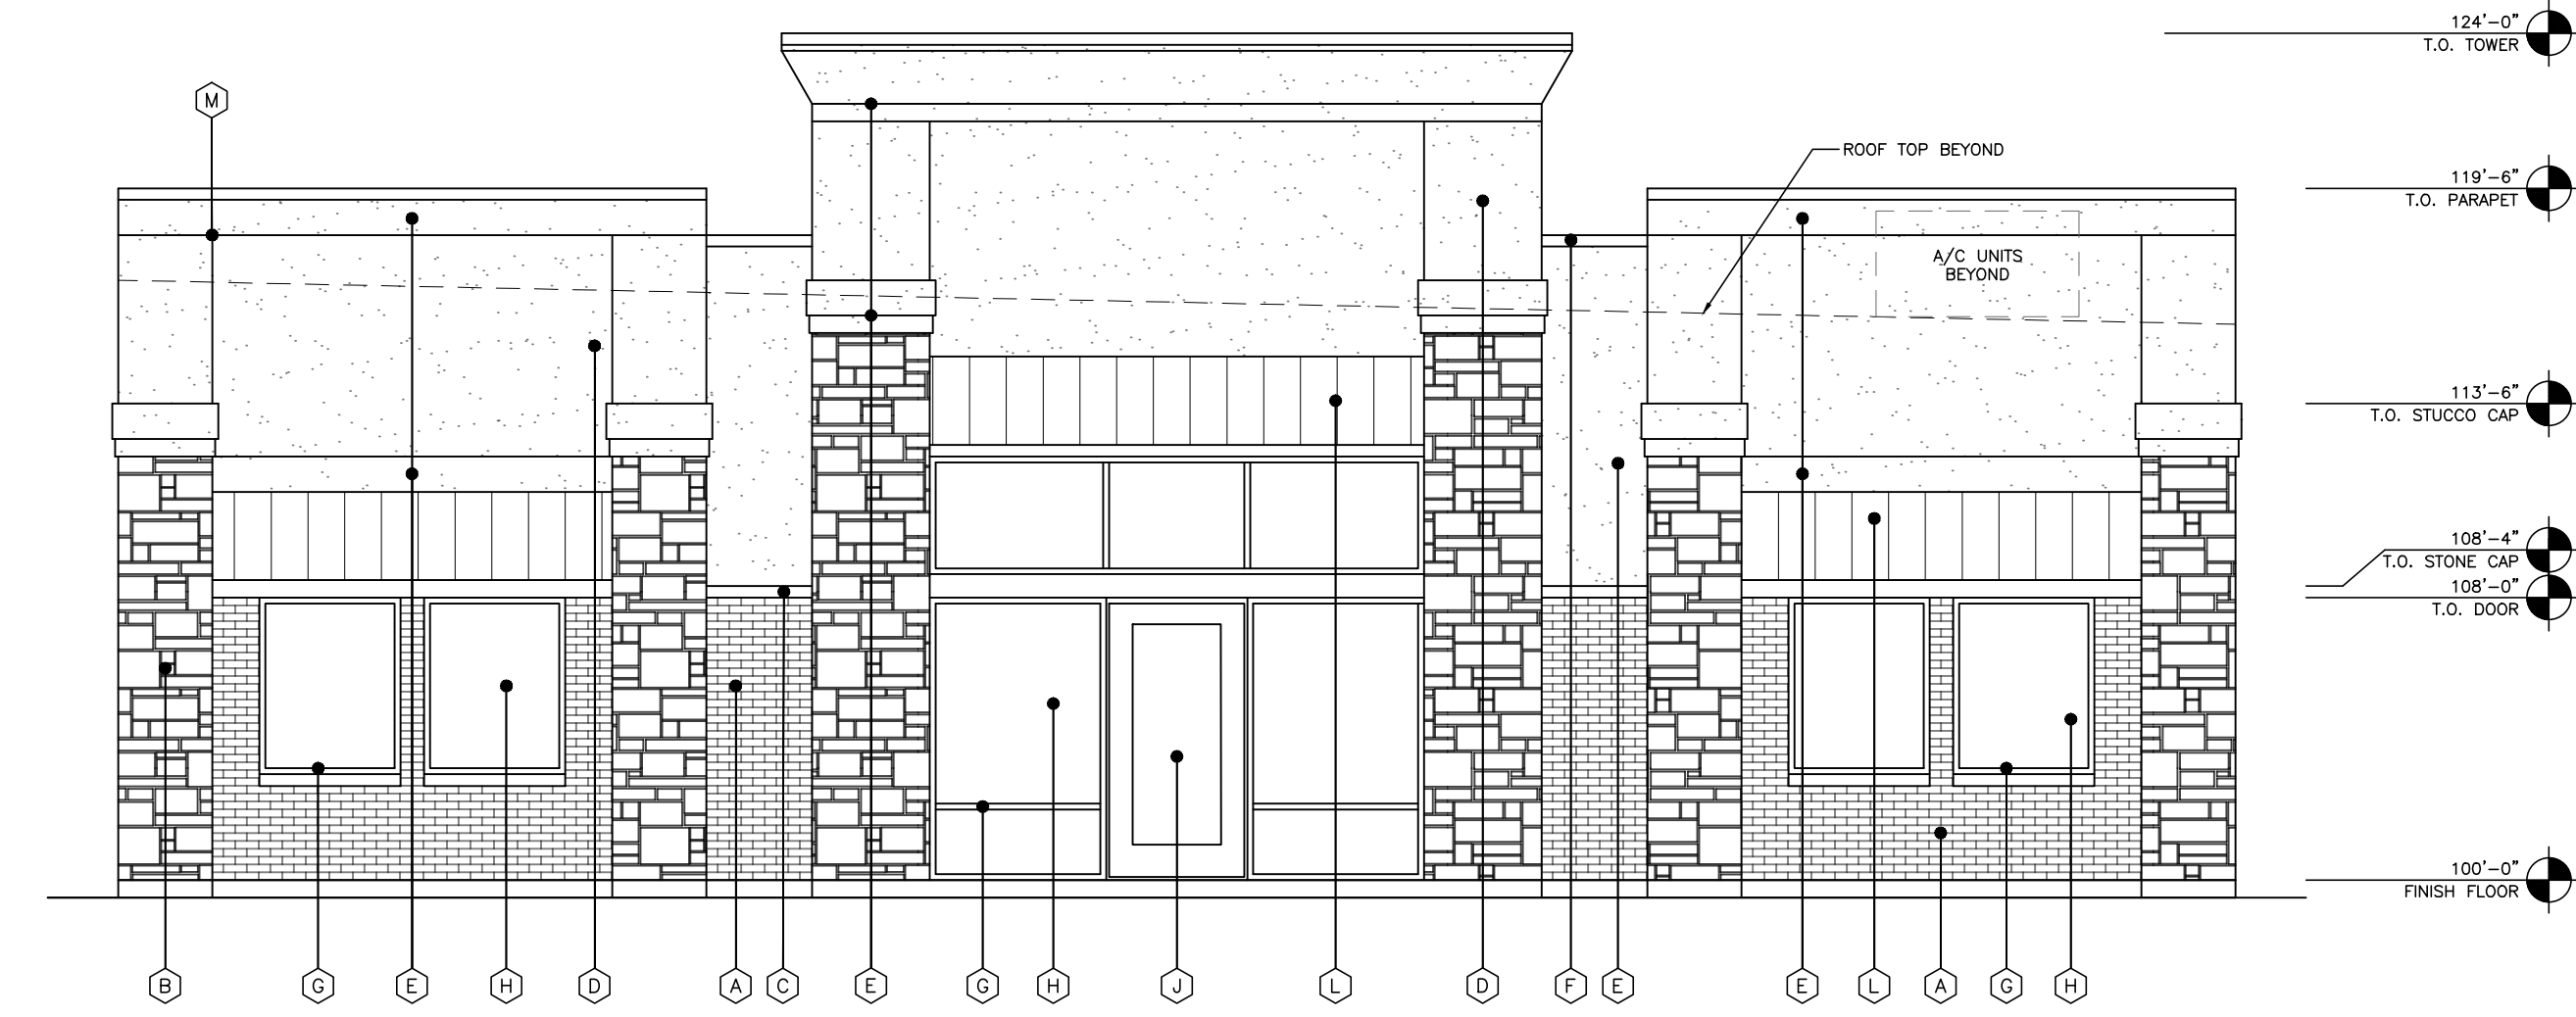 124'-0"
T.O. TOWER
M
ROOF TOP BEYOND
119'-6"
T.O. PARAPET
A/C UNITS
BEYOND
113'-6"
T.O. STUCCO CAP
108'-4"
T.O. STONE CAP
108'-0"
T.O. DOOR
100'-0"
FINISH FLOOR
B G E H D A C E G H J L D F E E L A G H